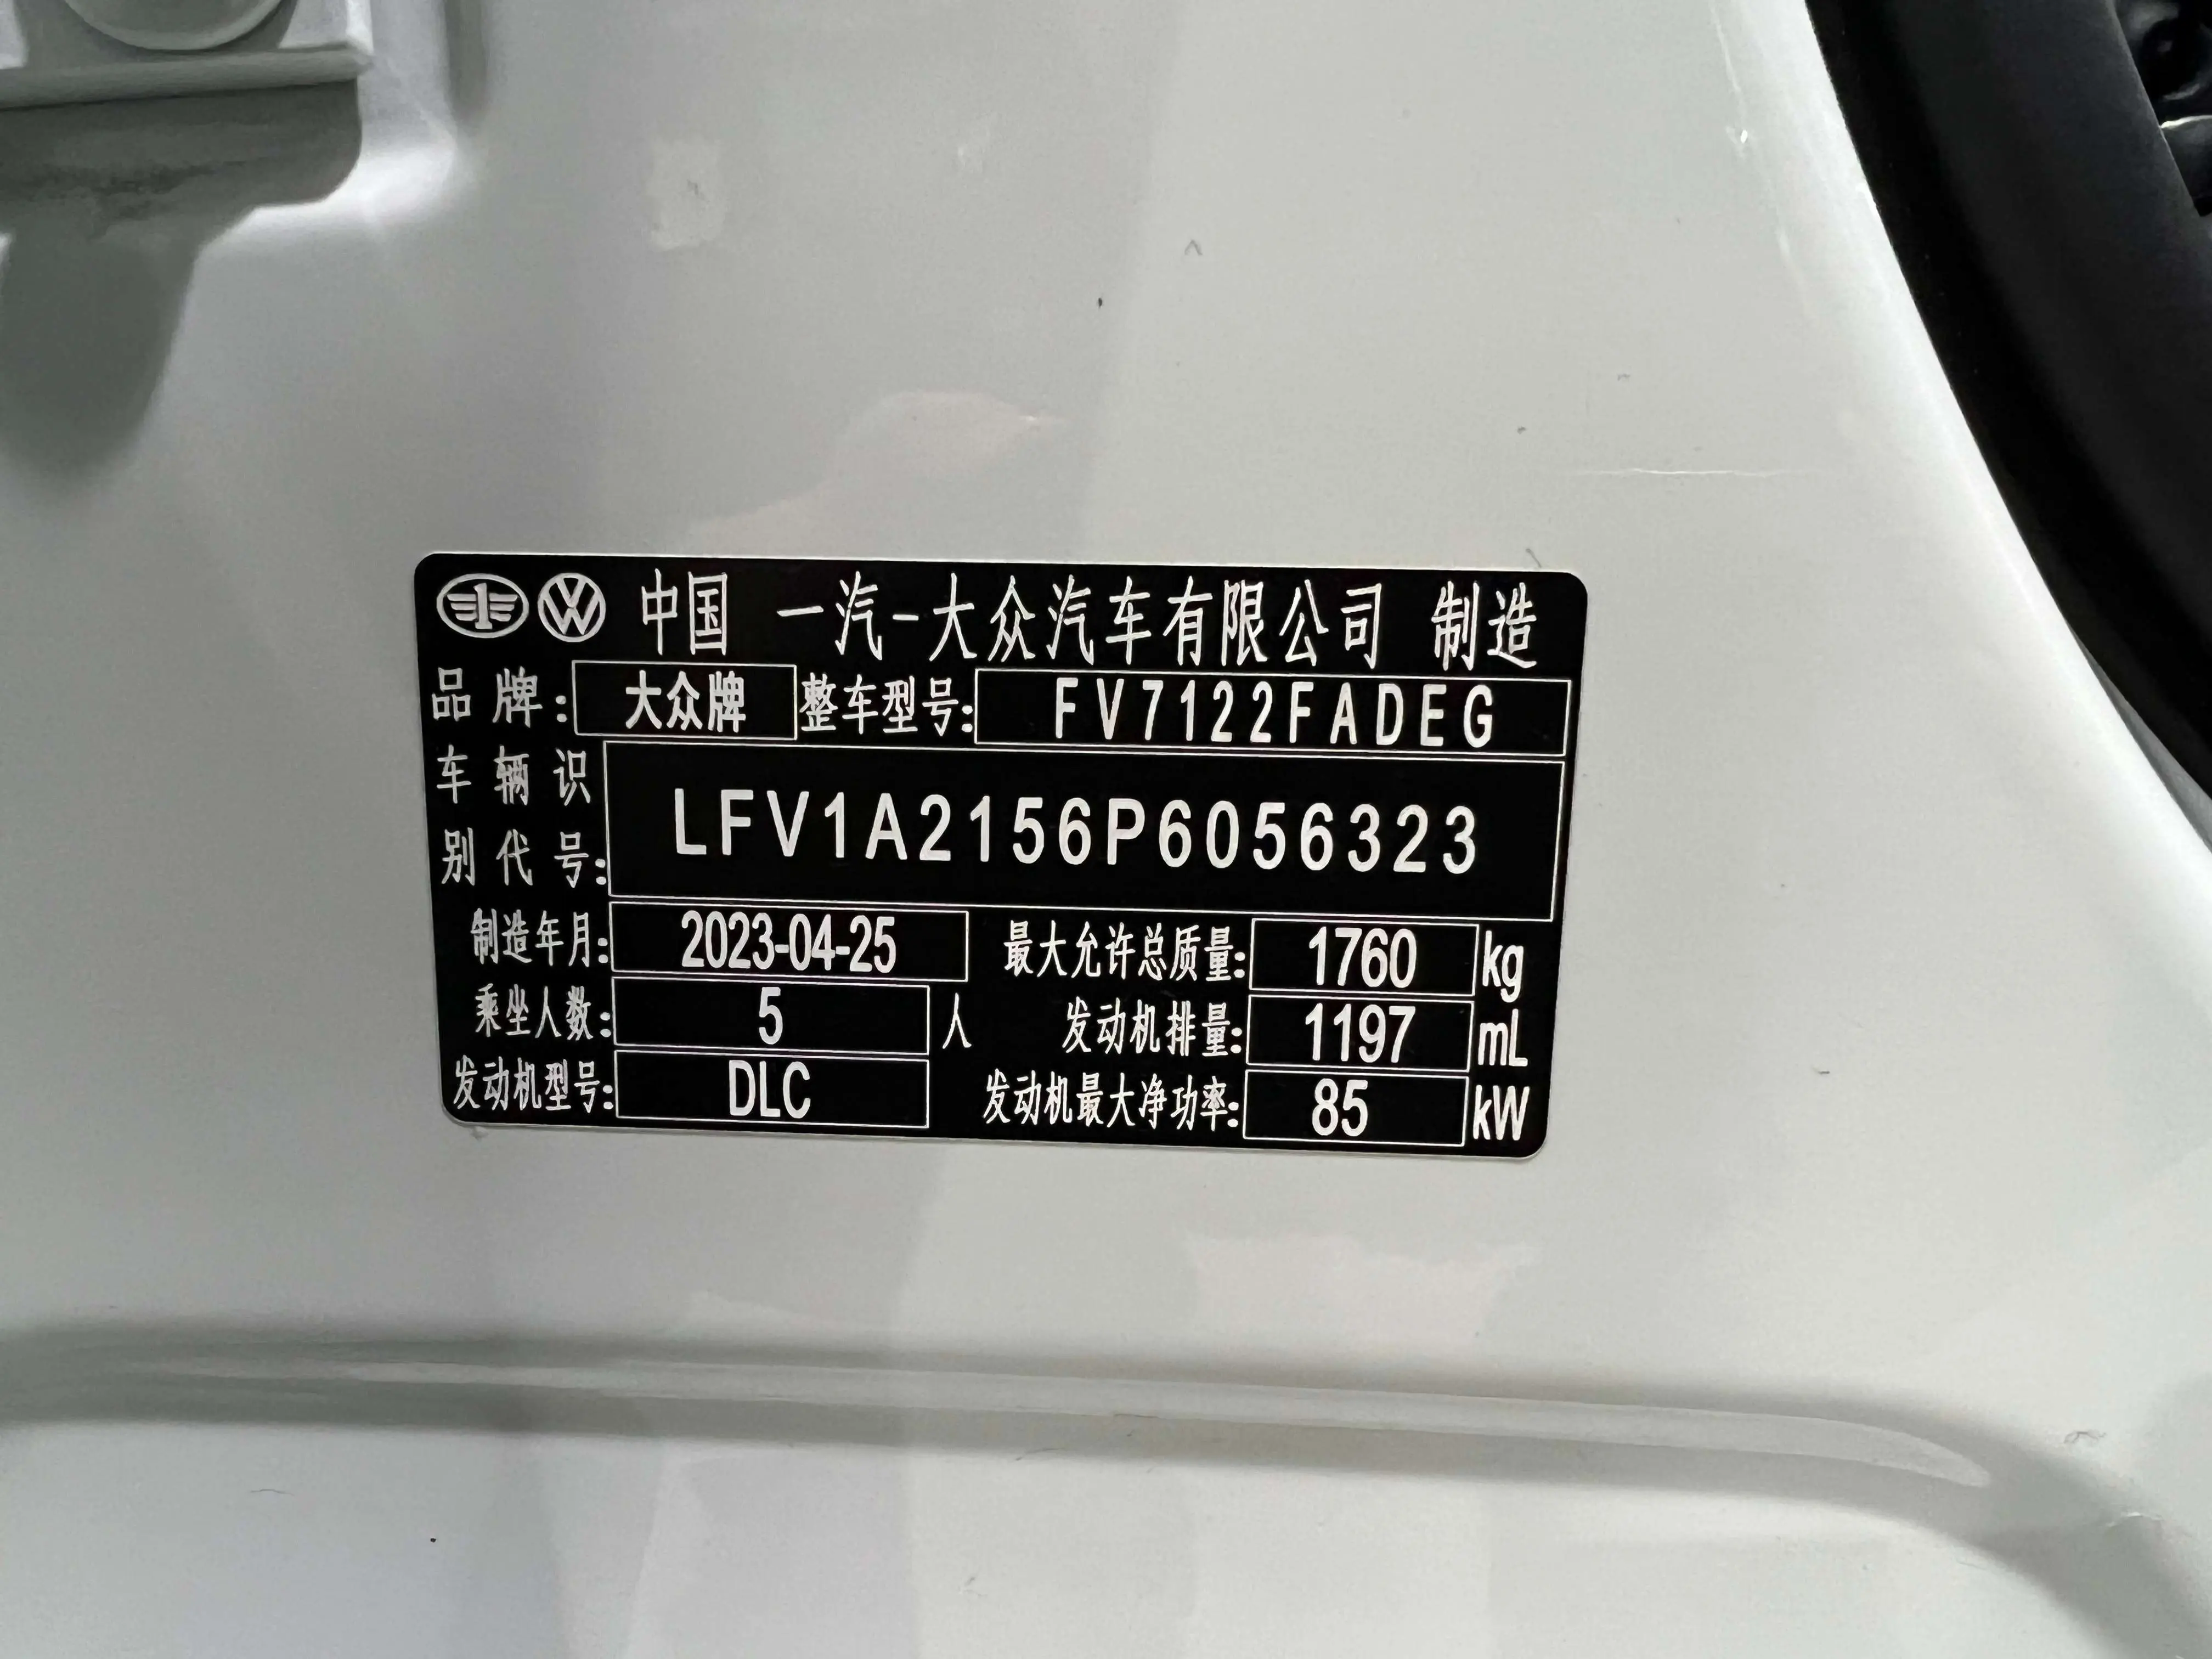 中国 一汽-大众汽车有限公司 制造
品牌: 大众牌 整车型号: FV7122FADEG
车辆识别代号: LFV1A2156P6056323
制造年月: 2023-04-25 最大允许总质量: 1760 kg
乘坐人数: 5 人 发动机排量: 1197 mL
发动机型号: DLC 发动机最大净功率: 85 kW